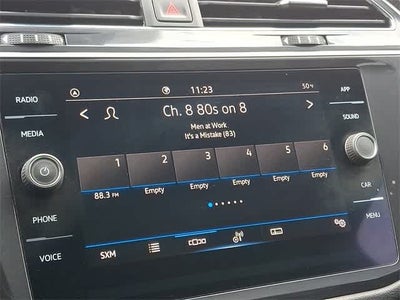 11:23
50°F
RADIO
APP
Ch. 8 80s on 8
MEDIA
SOUND
Men at Work
It's a Mistake (83)
1 2 3 4 5 6
88.3 FM Empty Empty Empty Empty Empty
CAR
PHONE
MENU
VOICE
SXM